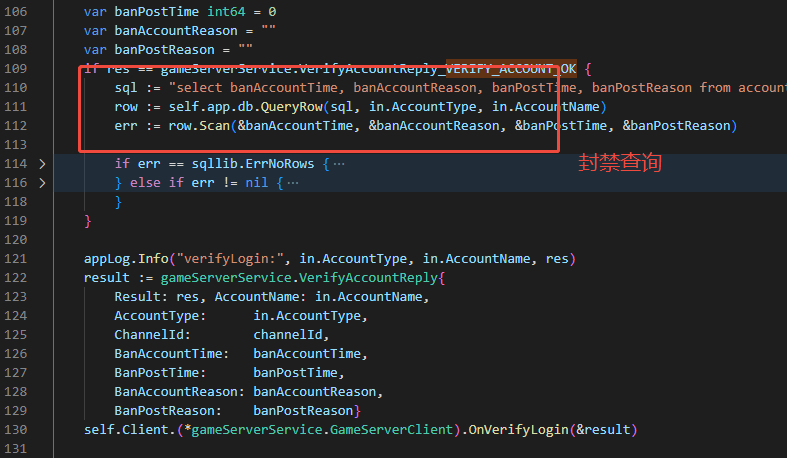 106 var banPostTime int64 = 0
107 var banAccountReason = ""
108 var banPostReason = ""
109 if res == gameServerService.VerifyAccountReply_VERIFY_ACCOUNT_OK {
110 sql := "select banAccountTime, banAccountReason, banPostTime, banPostReason from accoun
111 row := self.app.db.QueryRow(sql, in.AccountType, in.AccountName)
112 err := row.Scan(&banAccountTime, &banAccountReason, &banPostTime, &banPostReason)
113
封禁查询
114 if err == sqllib.ErrNoRows {…
116 } else if err != nil {…
118 }
119 }
120
121 appLog.Info("verifyLogin:", in.AccountType, in.AccountName, res)
122 result := gameServerService.VerifyAccountReply{
123 Result: res, AccountName: in.AccountName,
124 AccountType: in.AccountType,
125 ChannelId: channelId,
126 BanAccountTime: banAccountTime,
127 BanPostTime: banPostTime,
128 BanAccountReason: banAccountReason,
129 BanPostReason: banPostReason}
130 self.Client.(*gameServerService.GameServerClient).OnVerifyLogin(&result)
131